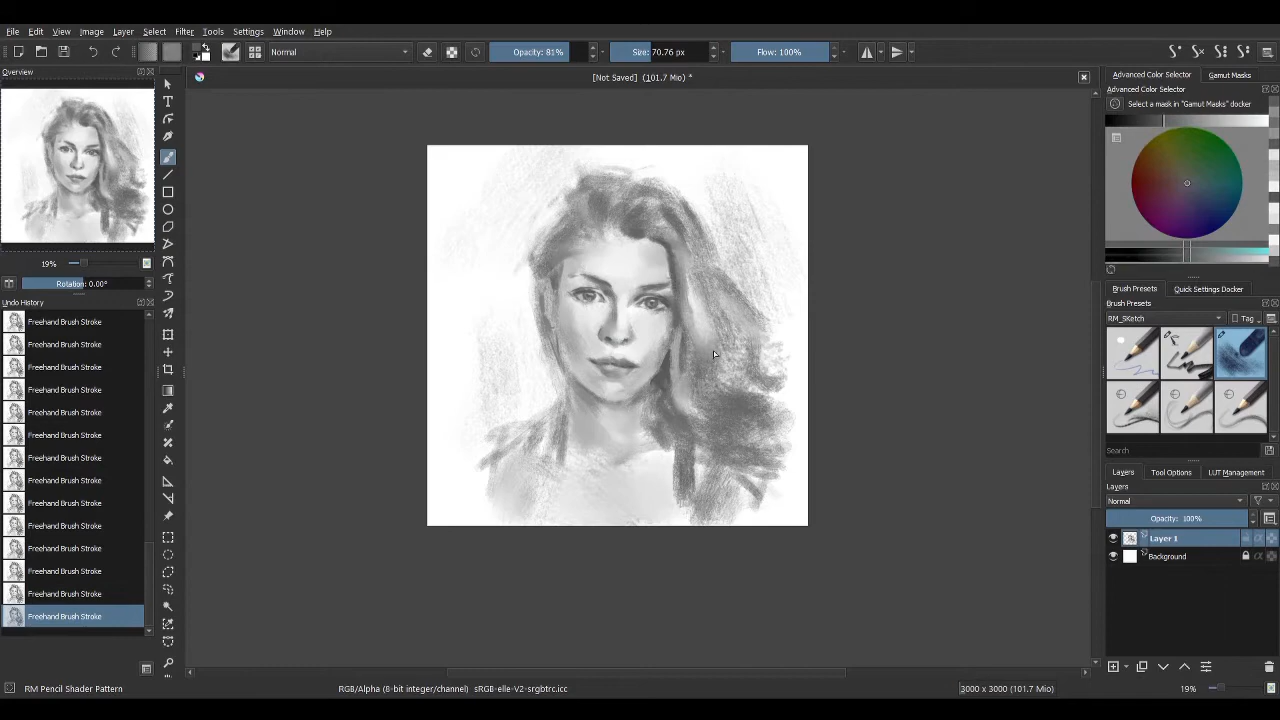 File Edit View Image Layer Filter Tools Settings Window Help
Normal Opacity: 81% Size: 70.76 px Flow: 100%
Overview
[Not Saved] (101.7 Mio) *
19%
Rotation: 0.00°
Undo History
Freehand Brush Stroke
Freehand Brush Stroke
Freehand Brush Stroke
Freehand Brush Stroke
Freehand Brush Stroke
Freehand Brush Stroke
Freehand Brush Stroke
Freehand Brush Stroke
Freehand Brush Stroke
Freehand Brush Stroke
Freehand Brush Stroke
Freehand Brush Stroke
Freehand Brush Stroke
Freehand Brush Stroke
Advanced Color Selector Gamut Masks
Advanced Color Selector
Select a mask in "Gamut Masks" docker
Brush Presets Quick Settings Docker
Brush Presets
RM_SKetch Tag
Search
Layers Tool Options LUT Management
Layers
Normal
Opacity: 100%
Layer 1
Background
RM Pencil Shader Pattern RGB/Alpha (8-bit integer/channel) sRGB-elle-V2-srgbtrc.icc 3000 x 3000 (101.7 Mio) 19%